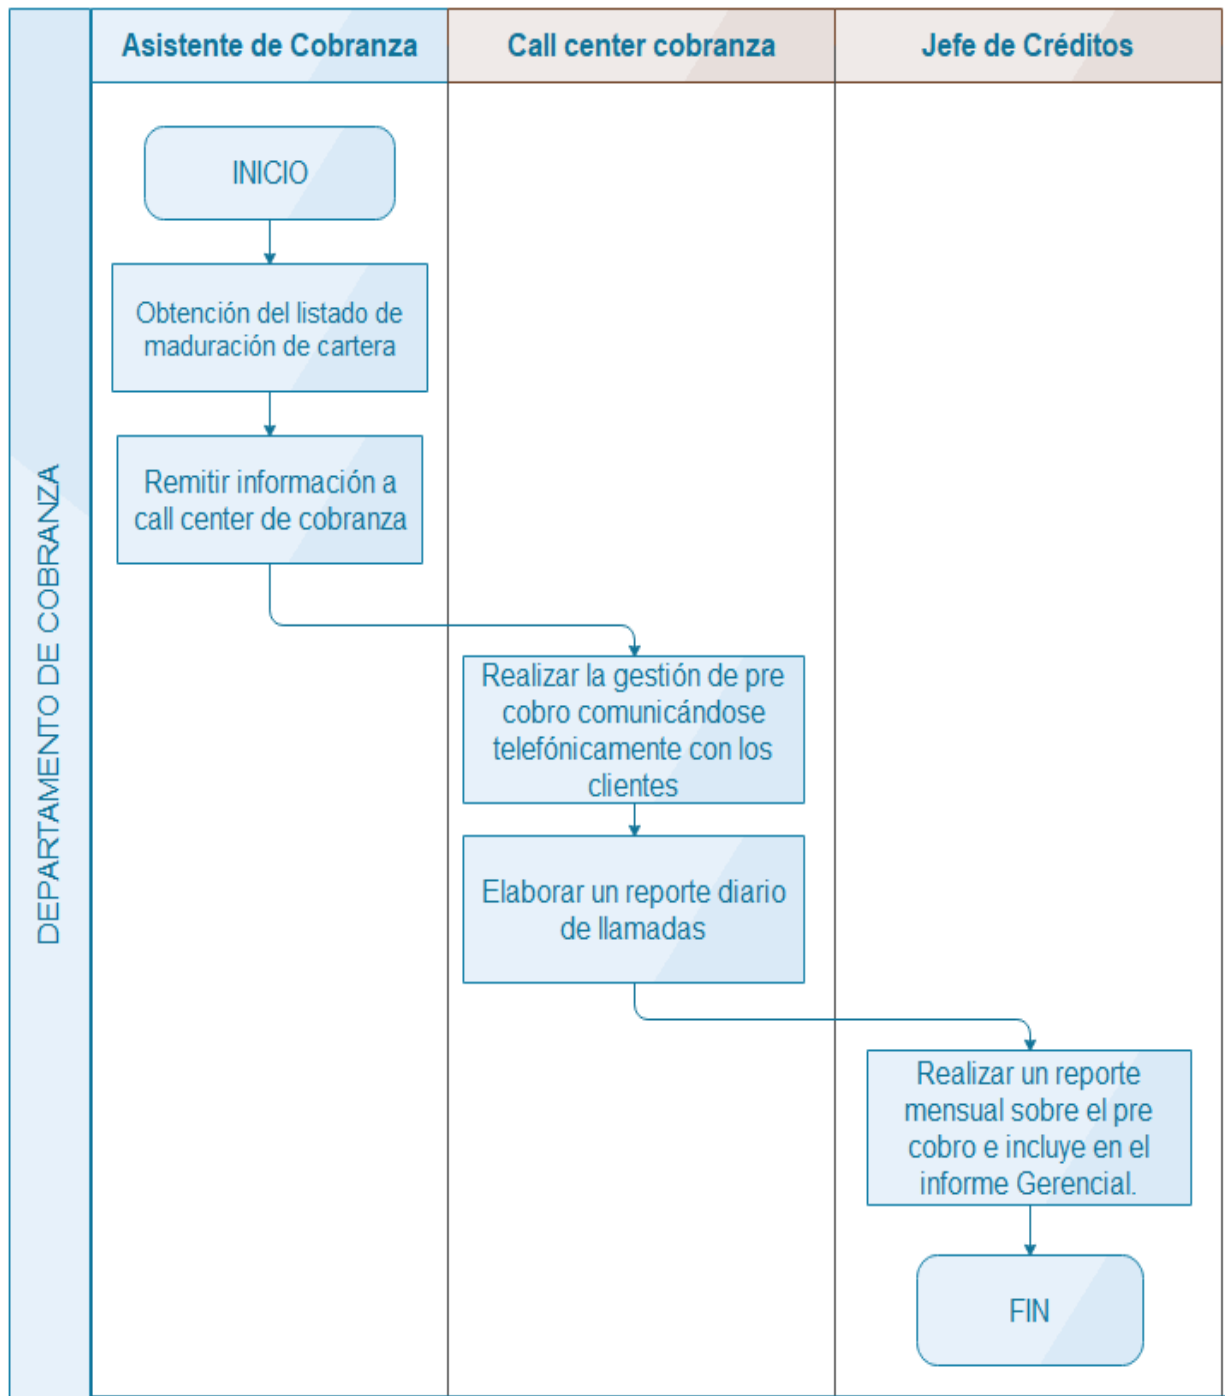 Asistente de Cobranza
Call center cobranza
Jefe de Créditos
DEPARTAMENTO DE COBRANZA
INICIO
Obtención del listado de
maduración de cartera
Remitir información a
call center de cobranza
Realizar la gestión de pre
cobro comunicándose
telefónicamente con los
clientes
Elaborar un reporte diario
de llamadas
Realizar un reporte
mensual sobre el pre
cobro e incluye en el
informe Gerencial.
FIN